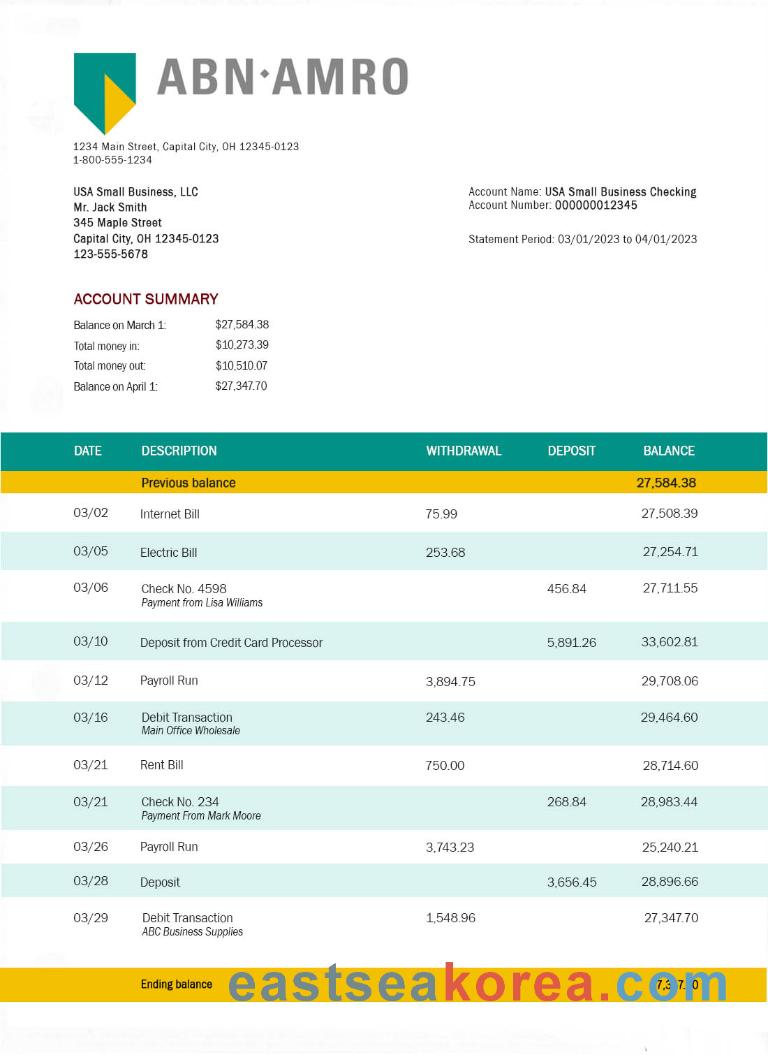 ABN·AMRO
1234 Main Street, Capital City, OH 12345-0123
1-800-555-1234
USA Small Business, LLC
Mr. Jack Smith
345 Maple Street
Capital City, OH 12345-0123
123-555-5678
Account Name: USA Small Business Checking
Account Number: 000000012345
Statement Period: 03/01/2023 to 04/01/2023
ACCOUNT SUMMARY
Balance on March 1: $27,584.38
Total money in: $10,273.39
Total money out: $10,510.07
Balance on April 1: $27,347.70
DATE DESCRIPTION WITHDRAWAL DEPOSIT BALANCE
Previous balance 27,584.38
03/02 Internet Bill 75.99 27,508.39
03/05 Electric Bill 253.68 27,254.71
03/06 Check No. 4598 456.84 27,711.55
Payment from Lisa Williams
03/10 Deposit from Credit Card Processor 5,891.26 33,602.81
03/12 Payroll Run 3,894.75 29,708.06
03/16 Debit Transaction 243.46 29,464.60
Main Office Wholesale
03/21 Rent Bill 750.00 28,714.60
03/21 Check No. 234 268.84 28,983.44
Payment From Mark Moore
03/26 Payroll Run 3,743.23 25,240.21
03/28 Deposit 3,656.45 28,896.66
03/29 Debit Transaction 1,548.96 27,347.70
ABC Business Supplies
Ending balance
eastseakorea.com